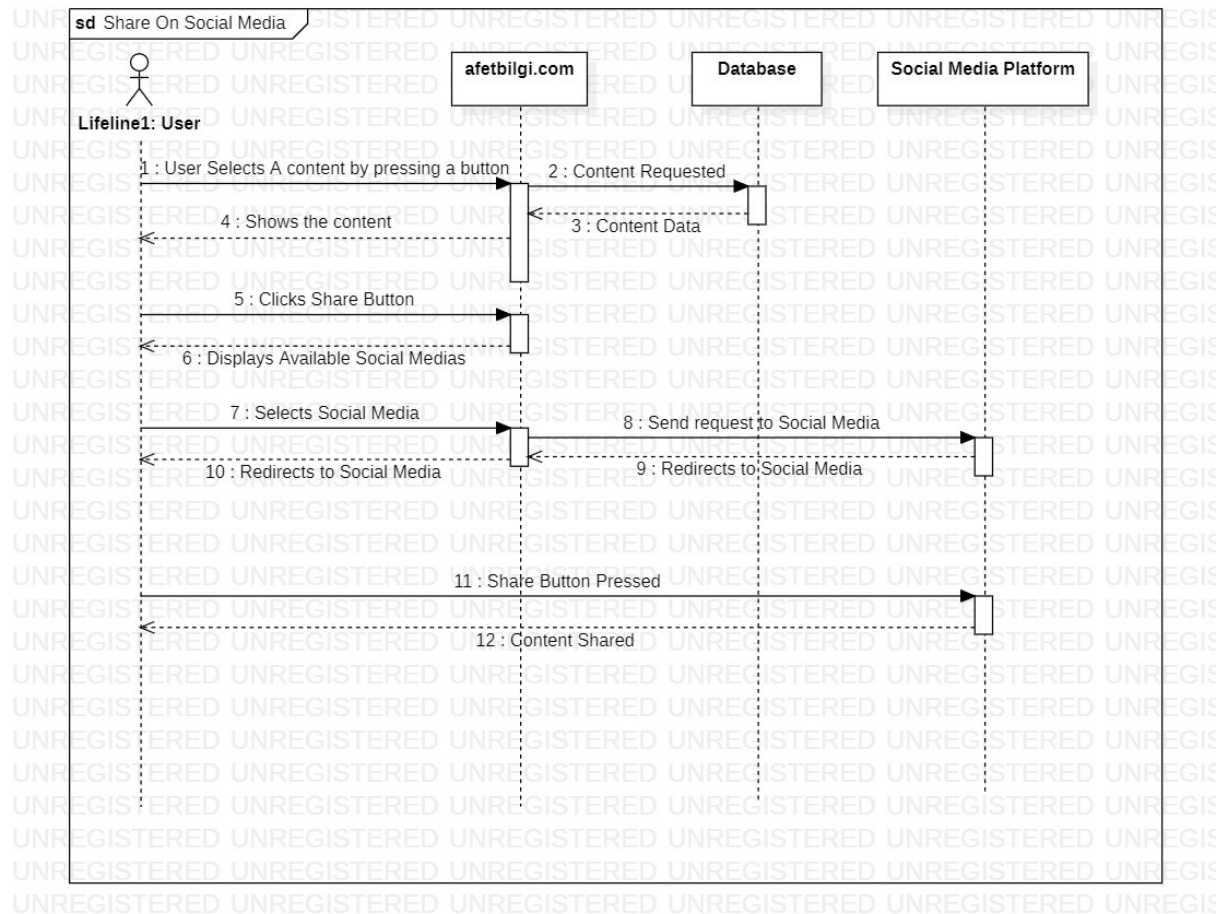 sd Share On Social Media
afetbilgi.com
Database
Social Media Platform
Lifeline1: User
1 : User Selects A content by pressing a button
2 : Content Requested
3 : Content Data
4 : Shows the content
5 : Clicks Share Button
6 : Displays Available Social Medias
7 : Selects Social Media
8 : Send request to Social Media
9 : Redirects to Social Media
10 : Redirects to Social Media
11 : Share Button Pressed
12 : Content Shared
UNREGISTERED